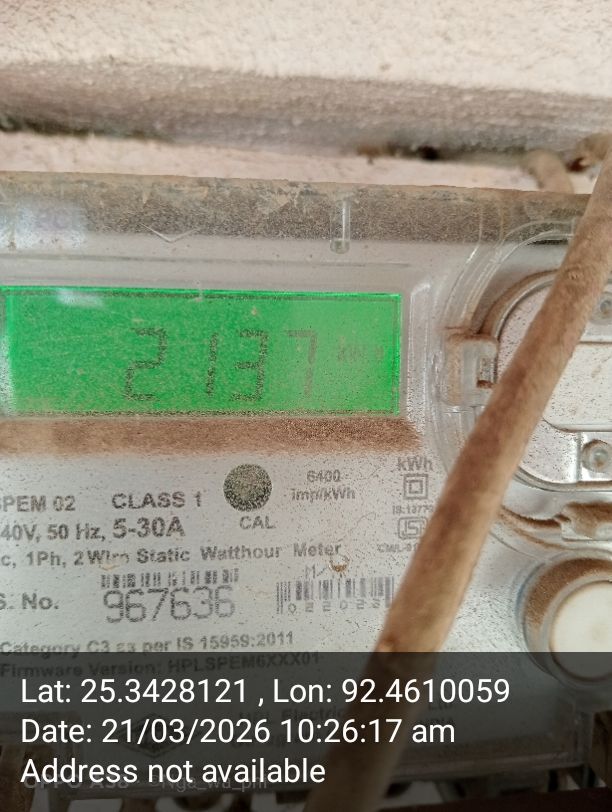 2137
kWh
SPEM 02 CLASS 1
6400
imp/kWh
kWh
CAL
40V, 50 Hz, 5-30A
c, 1Ph, 2Wire Static Watthour Meter
S. No.
967636
Category C3 as per IS 15959:2011
Firmware Version: HPLSPEM6XXX01
Lat: 25.3428121 , Lon: 92.4610059
Date: 21/03/2026 10:26:17 am
Address not available